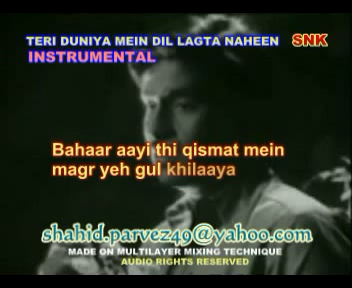 TERI DUNIYA MEIN DIL LAGTA NAHEEN SNK
INSTRUMENTAL
Bahaar aayi thi qismat mein
magr yeh gul khilaaya
shahid.parvez49@yahoo.com
MADE ON MULTILAYER MIXING TECHNIQUE
AUDIO RIGHTS RESERVED